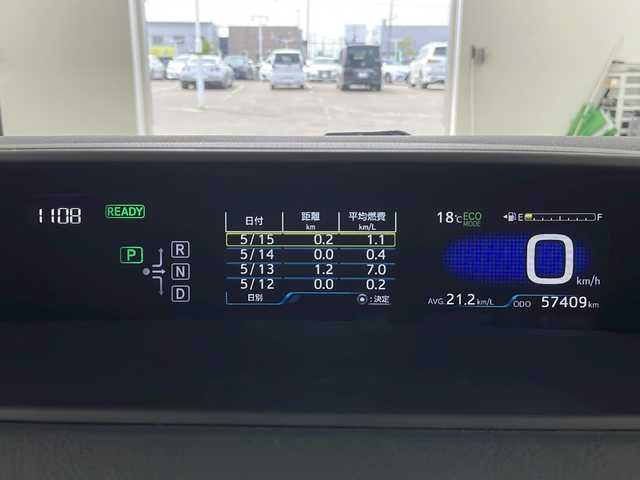 11:08
READY
P
R
N
D
日付 距離 km 平均燃費 km/L
5/15 0.2 1.1
5/14 0.0 0.4
5/13 1.2 7.0
5/12 0.0 0.2
日別 :決定
18℃ ECO MODE
E F
0 km/h
AVG. 21.2 km/L ODO 57409 km